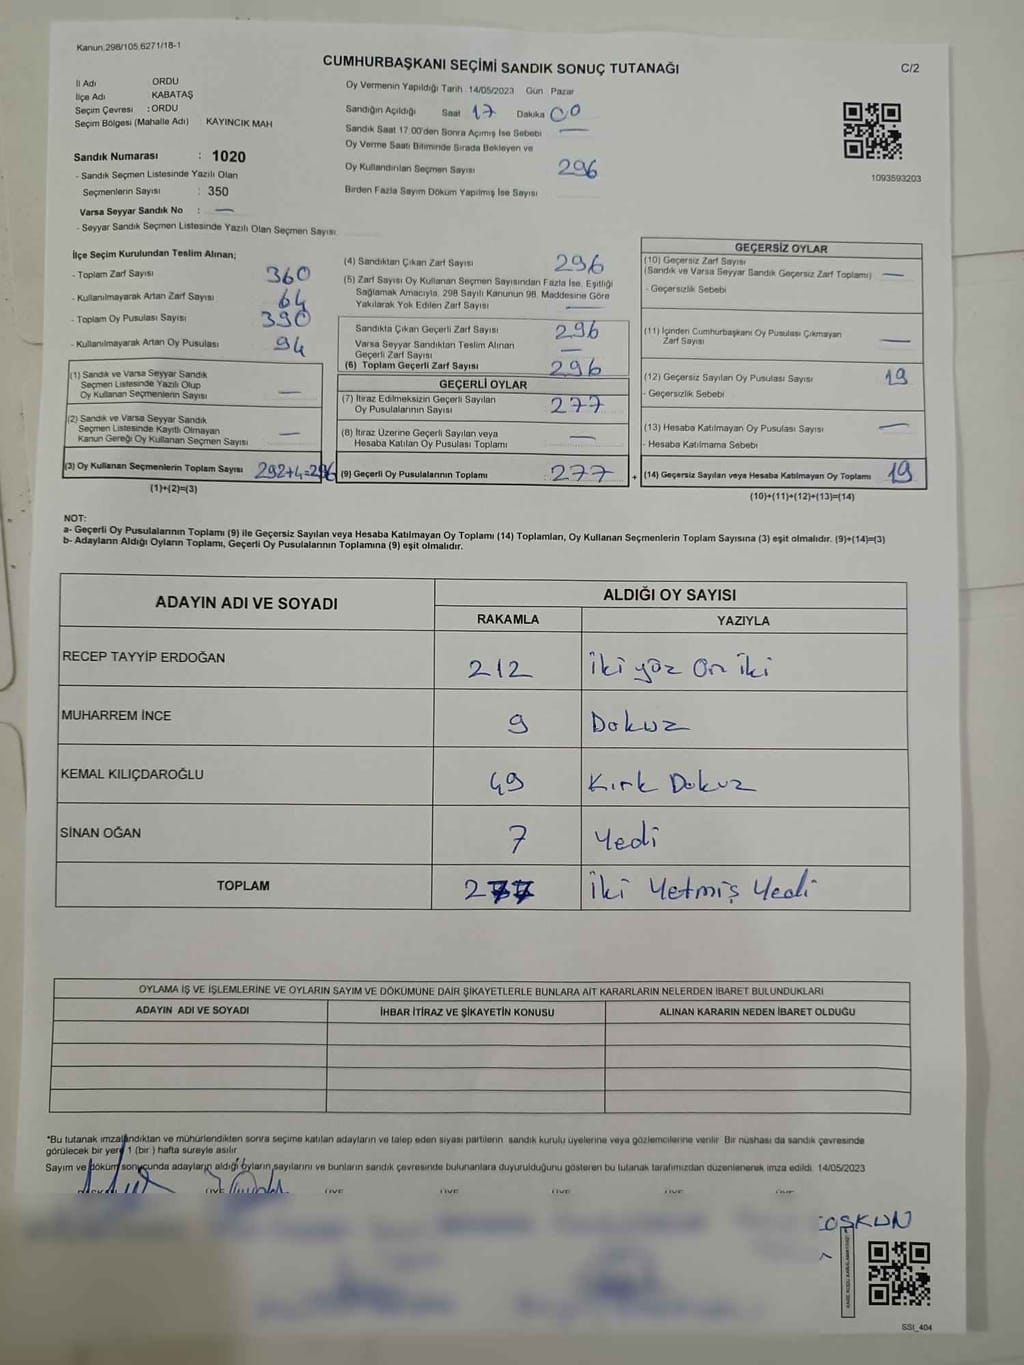 Kanun.298/105,6271/18-1
CUMHURBAŞKANI SEÇİMİ SANDIK SONUÇ TUTANAĞI
C/2
İl Adı : ORDU
İlçe Adı : KABATAŞ
Seçim Çevresi : ORDU
Seçim Bölgesi (Mahalle Adı) : KAYINCIK MAH
Sandık Numarası : 1020
- Sandık Seçmen Listesinde Yazılı Olan
Seçmenlerin Sayısı : 350
Varsa Seyyar Sandık No : —
- Seyyar Sandık Seçmen Listesinde Yazılı Olan Seçmen Sayısı
Oy Vermenin Yapıldığı Tarih 14/05/2023 Gün Pazar
Sandığın Açıldığı Saat 17 Dakika 00
Sandık Saat 17 00'den Sonra Açımış İse Sebebi —
Oy Verme Saati Bitiminde Sırada Bekleyen ve
Oy Kullandırılan Seçmen Sayısı 296
Birden Fazla Sayım Döküm Yapılmış İse Sayısı
1093593203
İlçe Seçim Kurulundan Teslim Alınan;
- Toplam Zarf Sayısı 360
- Kullanılmayarak Artan Zarf Sayısı 64
- Toplam Oy Pusulası Sayısı 390
- Kullanılmayarak Artan Oy Pusulası 94
(1) Sandık ve Varsa Seyyar Sandık
Seçmen Listesinde Yazılı Olup
Oy Kullanan Seçmenlerin Sayısı —
(2) Sandık ve Varsa Seyyar Sandık
Seçmen Listesinde Kayıtlı Olmayan
Kanun Gereği Oy Kullanan Seçmen Sayısı —
(3) Oy Kullanan Seçmenlerin Toplam Sayısı 292+4=296
(1)+(2)=(3)
(4) Sandıktan Çıkan Zarf Sayısı 296
(5) Zarf Sayısı Oy Kullanan Seçmen Sayısından Fazla İse, Eşitliği
Sağlamak Amacıyla, 298 Sayılı Kanunun 98. Maddesine Göre
Yakılarak Yok Edilen Zarf Sayısı —
Sandıkta Çıkan Geçerli Zarf Sayısı 296
Varsa Seyyar Sandıktan Teslim Alınan
Geçerli Zarf Sayısı —
(6) Toplam Geçerli Zarf Sayısı 296
GEÇERLİ OYLAR
(7) İtiraz Edilmeksizin Geçerli Sayılan
Oy Pusulalarının Sayısı 277
(8) İtiraz Üzerine Geçerli Sayılan veya
Hesaba Katılan Oy Pusulası Toplamı —
(9) Geçerli Oy Pusulalarının Toplamı 277
+
GEÇERSİZ OYLAR
(10) Geçersiz Zarf Sayısı
(Sandık ve Varsa Seyyar Sandık Geçersiz Zarf Toplamı) —
- Geçersizlik Sebebi
(11) İçinden Cumhurbaşkanı Oy Pusulası Çıkmayan
Zarf Sayısı —
(12) Geçersiz Sayılan Oy Pusulası Sayısı 19
- Geçersizlik Sebebi
(13) Hesaba Katılmayan Oy Pusulası Sayısı —
- Hesaba Katılmama Sebebi
(14) Geçersiz Sayılan veya Hesaba Katılmayan Oy Toplamı 19
(10)+(11)+(12)+(13)=(14)
NOT:
a- Geçerli Oy Pusulalarının Toplamı (9) ile Geçersiz Sayılan veya Hesaba Katılmayan Oy Toplamı (14) Toplamları, Oy Kullanan Seçmenlerin Toplam Sayısına (3) eşit olmalıdır. (9)+(14)=(3)
b- Adayların Aldığı Oyların Toplamı, Geçerli Oy Pusulalarının Toplamına (9) eşit olmalıdır.
ADAYIN ADI VE SOYADI
ALDIĞI OY SAYISI
RAKAMLA YAZIYLA
RECEP TAYYİP ERDOĞAN 212 İki yüz On iki
MUHARREM İNCE 9 Dokuz
KEMAL KILIÇDAROĞLU 49 Kırk Dokuz
SİNAN OĞAN 7 Yedi
TOPLAM 277 İki Yetmiş Yedi
OYLAMA İŞ VE İŞLEMLERİNE VE OYLARIN SAYIM VE DÖKÜMÜNE DAİR ŞİKAYETLERLE BUNLARA AİT KARARLARIN NELERDEN İBARET BULUNDUKLARI
ADAYIN ADI VE SOYADI İHBAR İTİRAZ VE ŞİKAYETİN KONUSU ALINAN KARARIN NEDEN İBARET OLDUĞU
*Bu tutanak imzalandıktan ve mühürlendikten sonra seçime katılan adayların ve talep eden siyasi partilerin sandık kurulu üyelerine veya gözlemcilerine verilir Bir nüshası da sandık çevresinde
görülecek bir yere 1 (bir) hafta süreyle asılır.
Sayım ve döküm sonucunda adayların aldığı oyların sayılarını ve bunların sandık çevresinde bulunanlara duyurulduğunu gösteren bu tutanak tarafımızdan düzenlenerek imza edildi 14/05/2023
COŞKUN
SSI_404